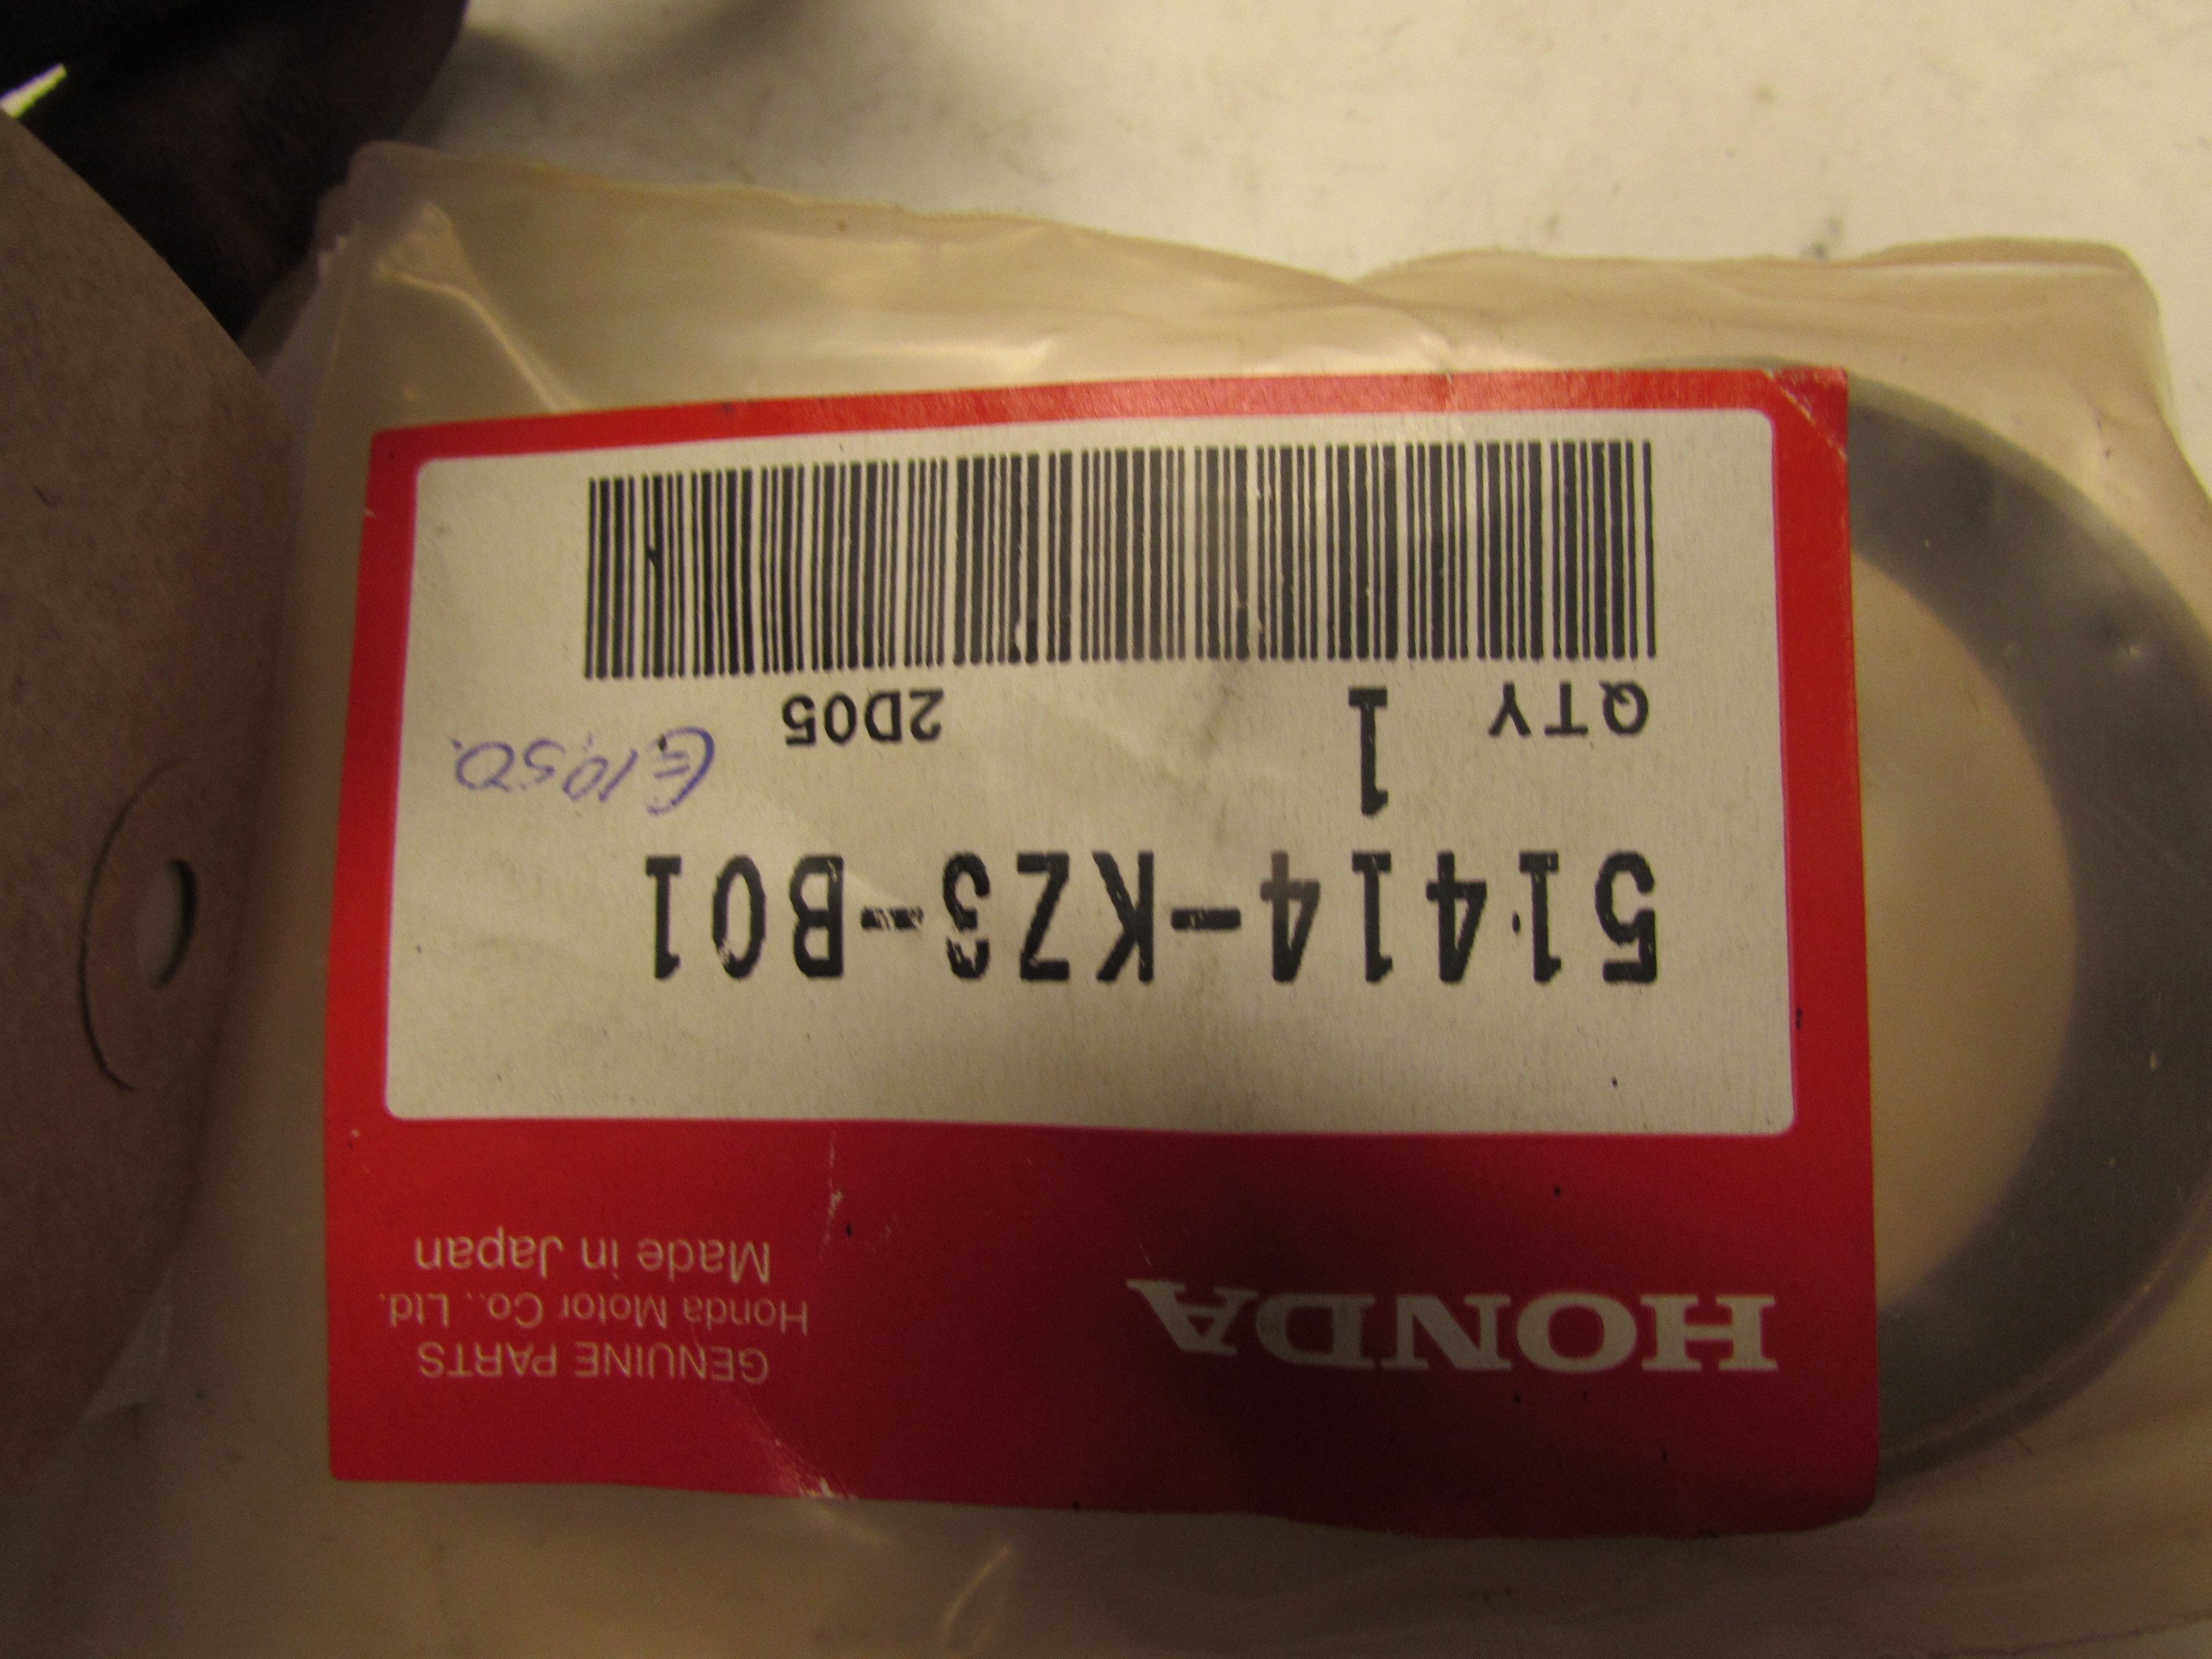 HONDA
GENUINE PARTS
Honda Motor Co., Ltd.
Made in Japan
51414-KZ3-B01
QTY 1 2D05
€10,50.